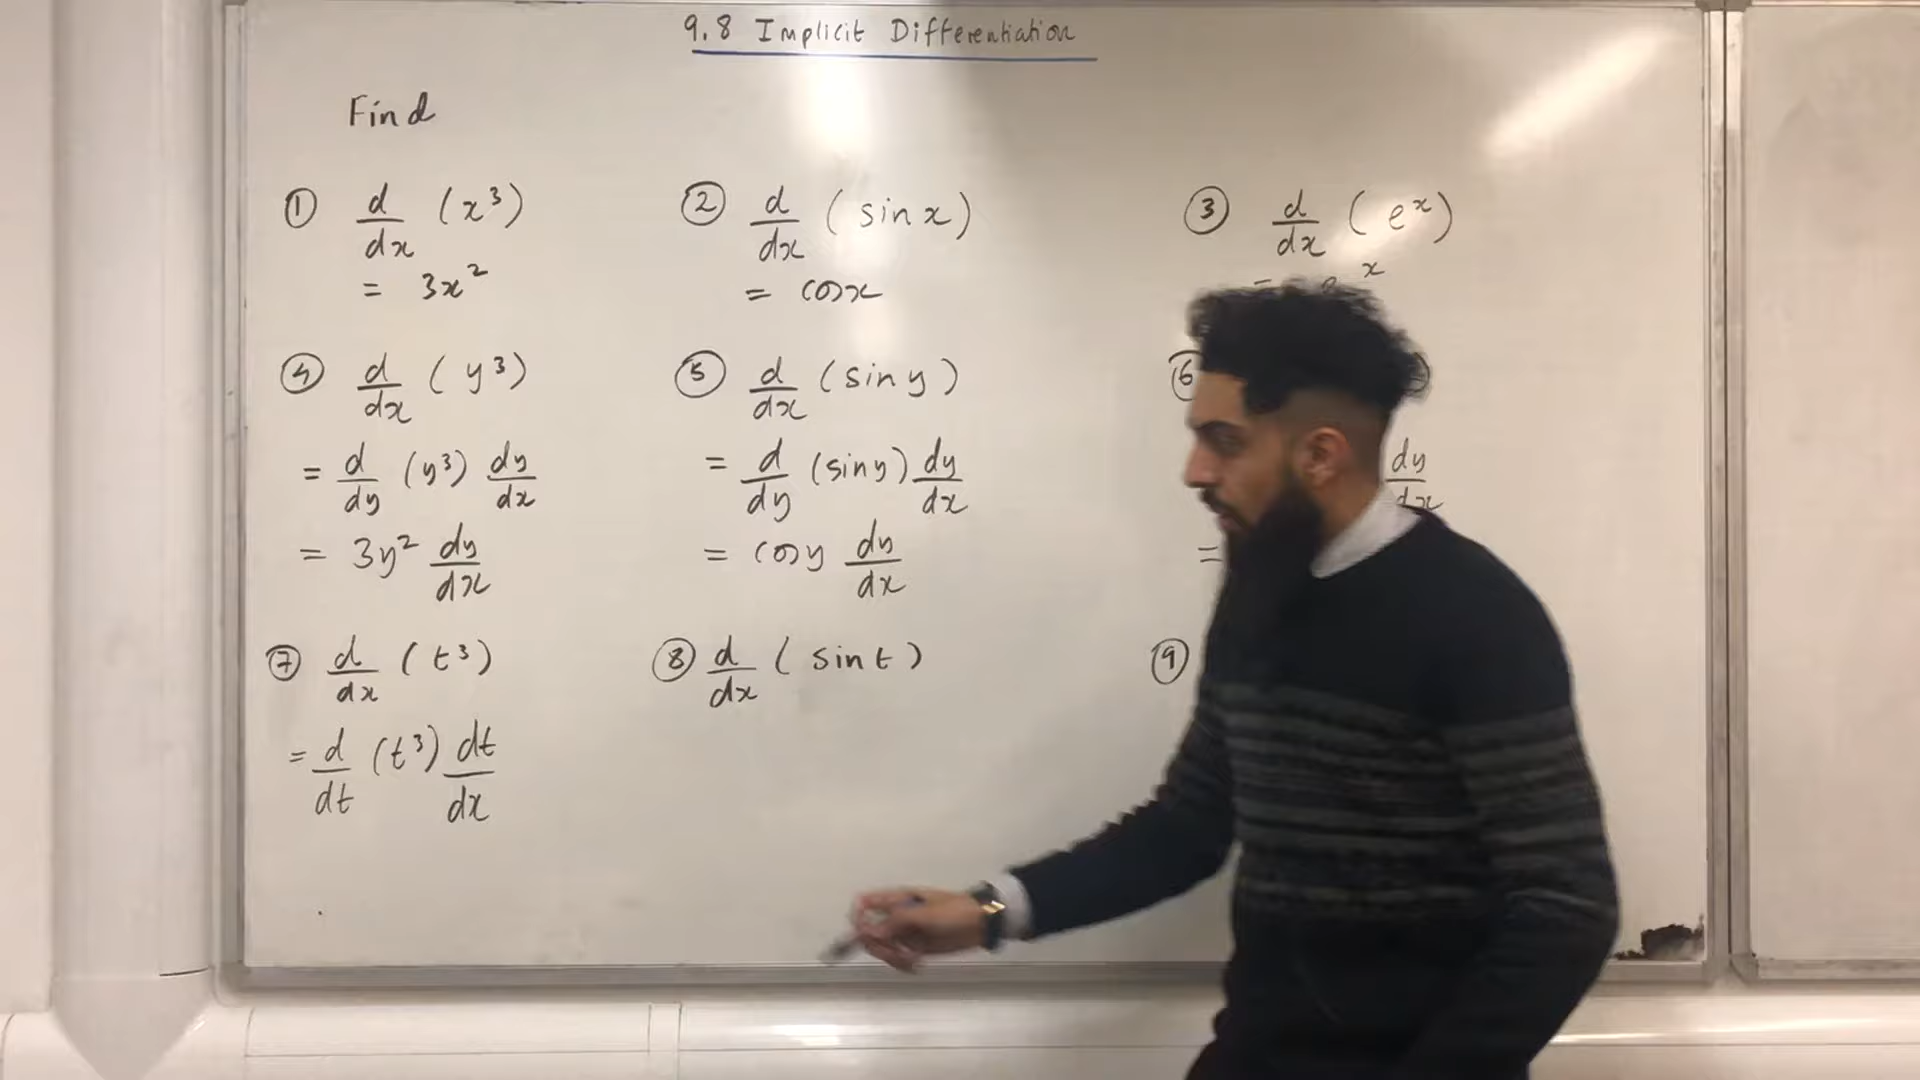 9.8 Implicit Differentiation
Find
① d/dx (x³)
= 3x²
② d/dx (sin x)
= cos x
③ d/dx (eˣ)
= eˣ
④ d/dx (y³)
= d/dy (y³) dy/dx
= 3y² dy/dx
⑤ d/dx (sin y)
= d/dy (sin y) dy/dx
= cos y dy/dx
⑥
dy/dx
=
⑦ d/dx (t³)
= d/dt (t³) dt/dx
⑧ d/dx (sin t)
⑨